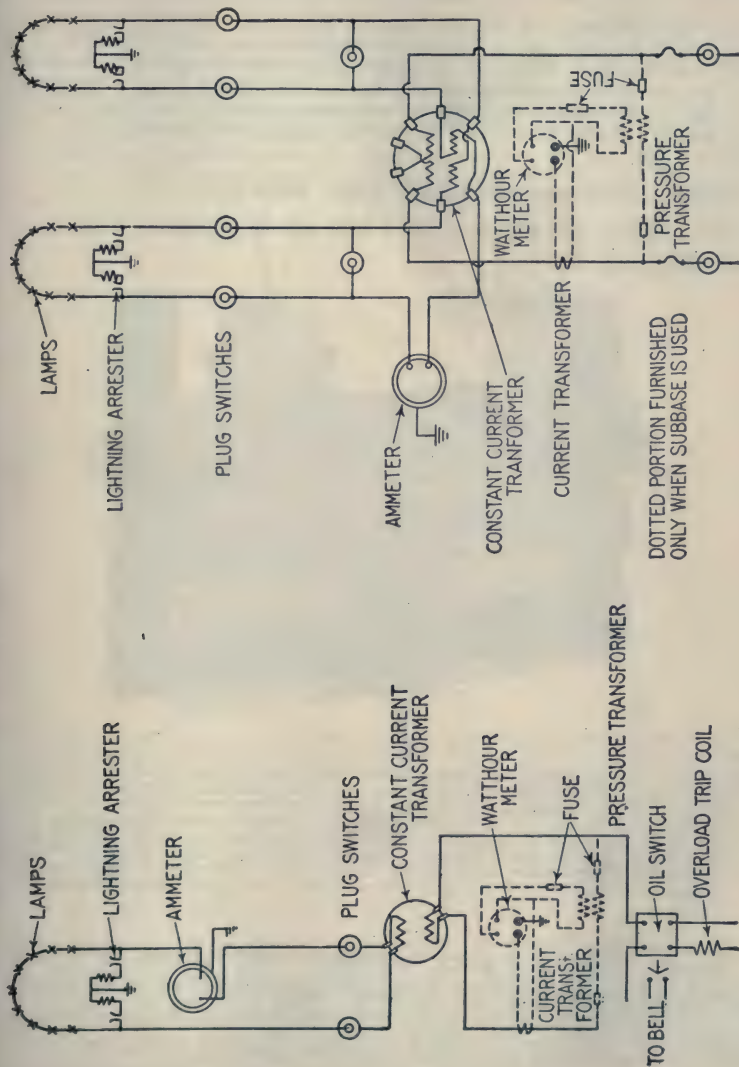 LAMPS
LIGHTNING ARRESTER
AMMETER
PLUG SWITCHES
CONSTANT CURRENT
TRANSFORMER
WATTHOUR
METER
FUSE
CURRENT
TRANS
FORMER
PRESSURE TRANSFORMER
OIL SWITCH
TO BELL
OVERLOAD TRIP COIL
LAMPS
LIGHTNING ARRESTER
PLUG SWITCHES
AMMETER
CONSTANT CURRENT
TRANFORMER
WATTHOUR
METER
FUSE
CURRENT TRANSFORMER
PRESSURE
TRANSFORMER
DOTTED PORTION FURNISHED
ONLY WHEN SUBBASE IS USED